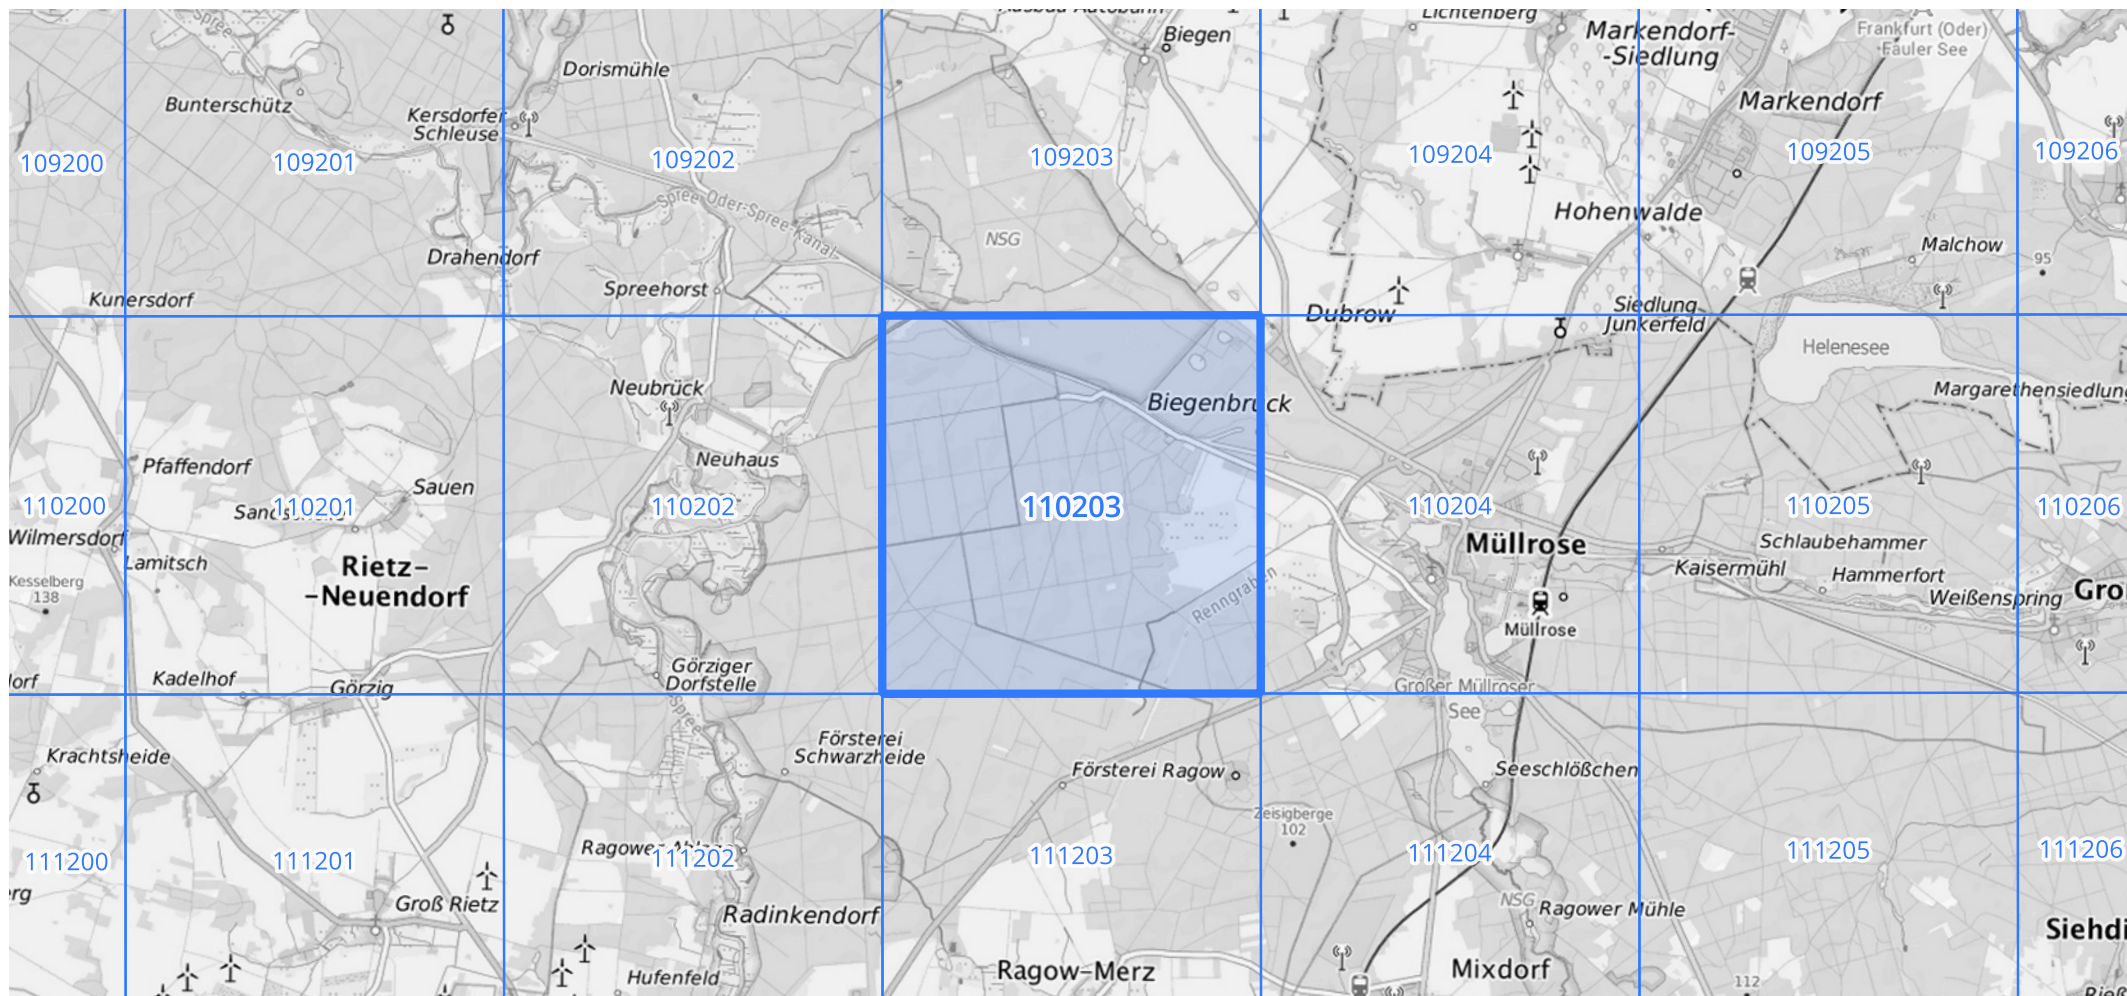 Spree
Biegen
Lichtenberg
Markendorf-
-Siedlung
Frankfurt (Oder)
Fauler See
Dorismühle
Bunterschütz
Kersdorfer
Schleuse
Markendorf
109200
109201
109202
109203
109204
109205
109206
Spree Oder-Spree-Kanal
Hohenwalde
NSG
Malchow
Drahendorf
95
Spreehorst
Kunersdorf
Dubrow
Siedlung
Junkerfeld
Helenesee
Neubrück
Biegenbrück
Margarethensiedlung
Pfaffendorf
Neuhaus
Sauen
110200
110201
110202
110203
110204
110205
110206
Wilmersdorf
Müllrose
Schlaubehammer
Lamitsch
Rietz-
-Neuendorf
Kesselberg
138
Kaisermühl
Hammerfort
Weißenspring
Gro
Renngraben
Müllrose
Görziger
Dorfstelle
Kadelhof
dorf
Görzig
Großer Müllroser
See
Spree
Krachtsheide
Försterei
Schwarzheide
Försterei Ragow
Seeschlößchen
Zeisigberge
102
111200
111201
111202
111203
111204
111205
111206
erg
Groß Rietz
Radinkendorf
NSG
Ragower Mühle
Siehdi
Hufenfeld
Ragow-Merz
Mixdorf
112